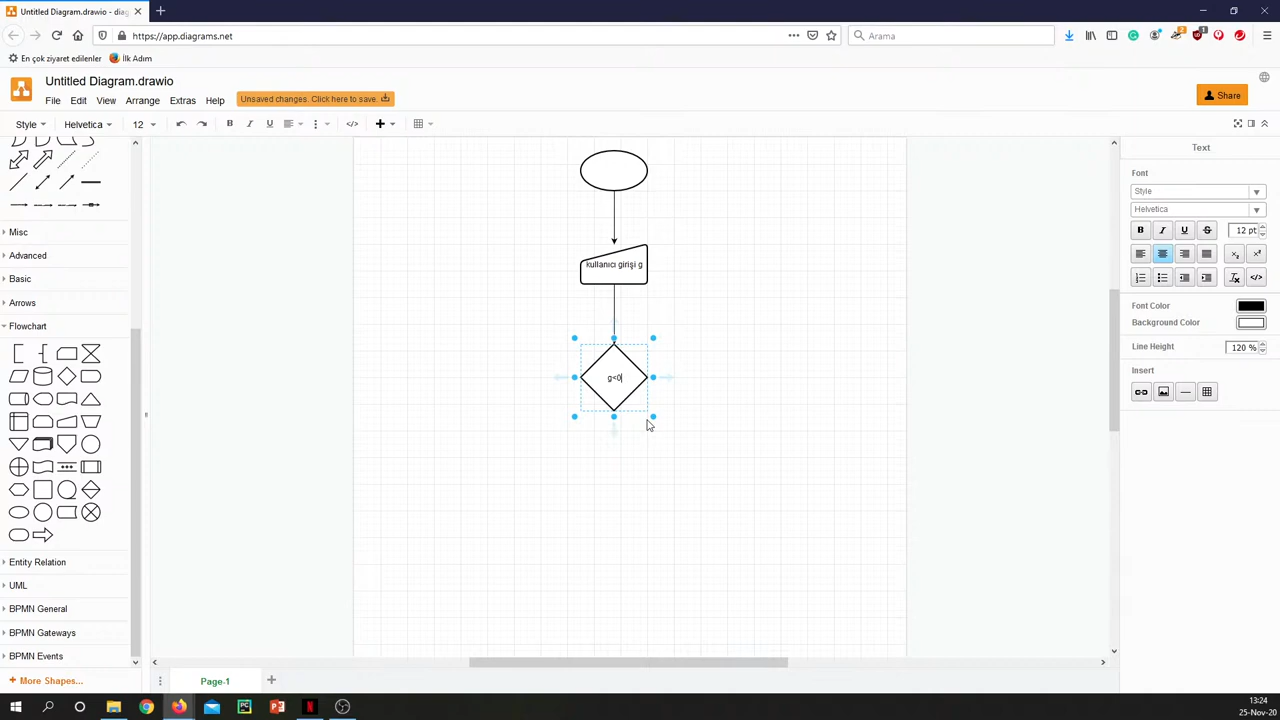 Untitled Diagram.drawio - diag
https://app.diagrams.net
Arama
En çok ziyaret edilenler
İlk Adım
Untitled Diagram.drawio
File Edit View Arrange Extras Help
Unsaved changes. Click here to save.
Share
Style Helvetica 12
Text
Font
Style
Helvetica
12 pt
Font Color
Background Color
Line Height
120 %
Insert
Misc
Advanced
Basic
Arrows
Flowchart
Entity Relation
UML
BPMN General
BPMN Gateways
BPMN Events
+ More Shapes...
kullanıcı girişi g
g<0
Page-1
13:24
25-Nov-20